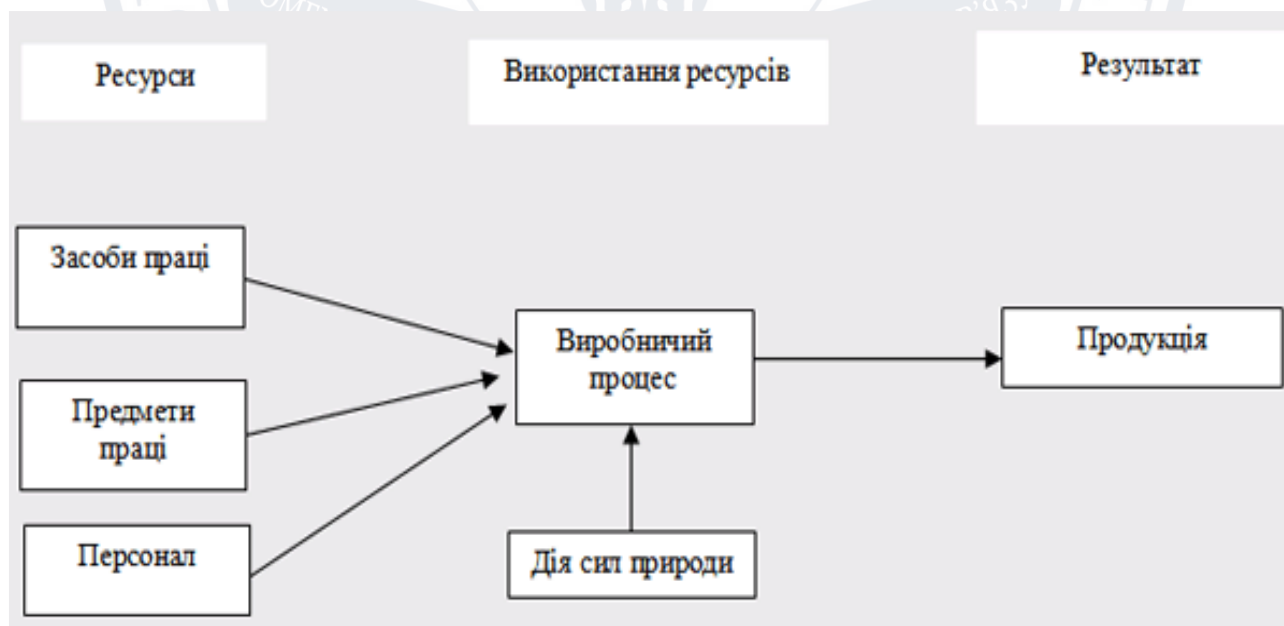 Ресурси
Використання ресурсів
Результат
Засоби праці
Предмети
праці
Персонал
Виробничий
процес
Дія сил природи
Продукція